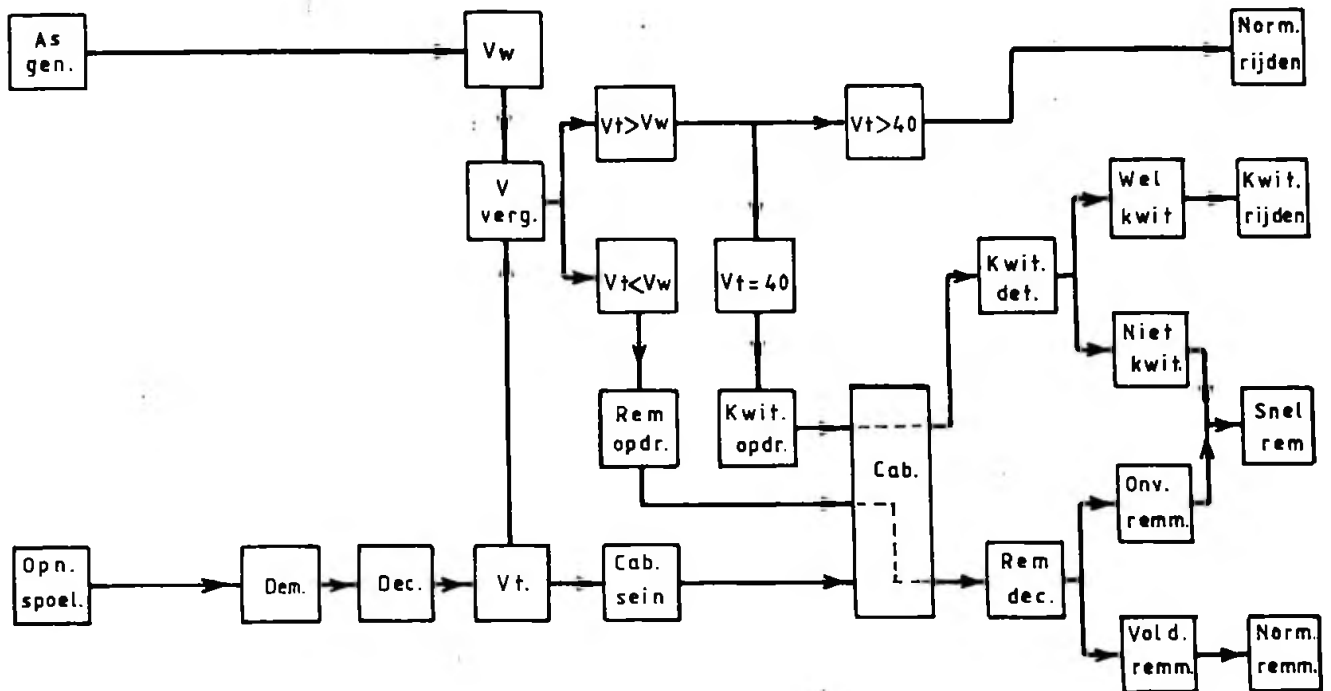 As
gen.
Vw
Norm.
rijden
Vt>Vw
Vt>40
V
verg.
Wel
kwit
Kwit.
rijden
Vt<Vw
Vt=40
Kwit.
det.
Niet
kwit.
Rem
opdr.
Kwit.
opdr.
Cab.
Snel
rem
Onv.
remm.
Opn.
spoel.
Dem.
Dec.
Vt.
Cab.
sein
Rem
dec.
Vold.
remm.
Norm.
remm.